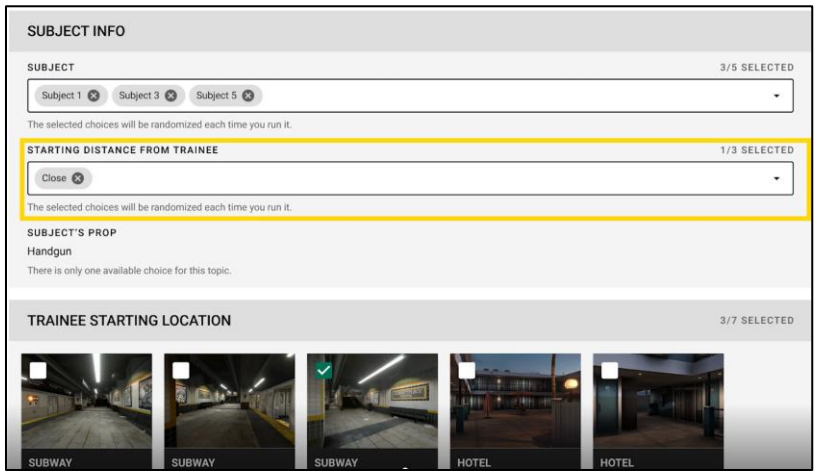 SUBJECT INFO
SUBJECT 3/5 SELECTED
Subject 1 Subject 3 Subject 5
The selected choices will be randomized each time you run it.
STARTING DISTANCE FROM TRAINEE 1/3 SELECTED
Close
The selected choices will be randomized each time you run it.
SUBJECT'S PROP
Handgun
There is only one available choice for this topic.
TRAINEE STARTING LOCATION 3/7 SELECTED
SUBWAY SUBWAY SUBWAY HOTEL HOTEL